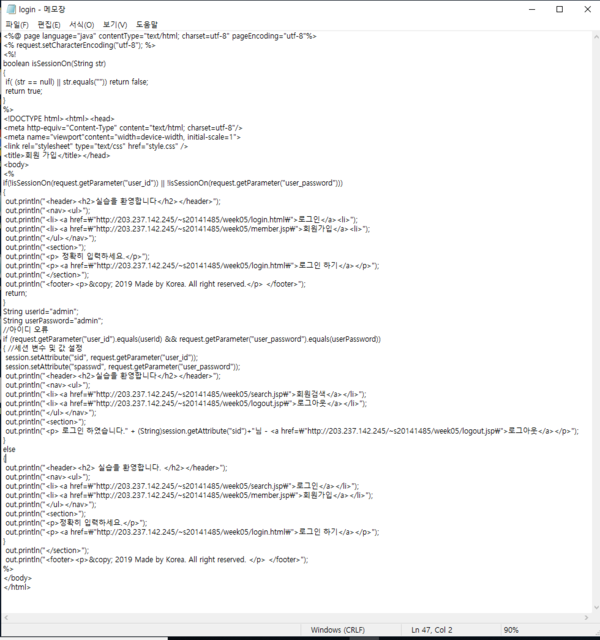 login - 메모장
파일(F) 편집(E) 서식(O) 보기(V) 도움말
<%@ page language="java" contentType="text/html; charset=utf-8" pageEncoding="utf-8"%>
<% request.setCharacterEncoding("utf-8"); %>
<%!
boolean isSessionOn(String str)
{
 if( (str == null) || str.equals("")) return false;
 return true;
}
%>
<!DOCTYPE html><html><head>
<meta http-equiv="Content-Type" content="text/html; charset=utf-8"/>
<meta name="viewport"content="width=device-width, initial-scale=1">
<link rel="stylesheet" type="text/css" href="style.css" />
<title>회원 가입</title></head>
<body>
<%
if(!isSessionOn(request.getParameter("user_id")) || !isSessionOn(request.getParameter("user_password")))
{
 out.println("<header><h2>실습을 환영합니다</h2></header>");
 out.println("<nav><ul>");
 out.println("<li><a href=₩"http://203.237.142.245/~s20141485/week05/login.html₩">로그인</a><li>");
 out.println("<li><a href=₩"http://203.237.142.245/~s20141485/week05/member.jsp₩">회원가입</a><li>");
 out.println("</ul></nav>");
 out.println("<section>");
 out.println("<p> 정확히 입력하세요.</p>");
 out.println("<p><a href=₩"http://203.237.142.245/~s20141485/week05/login.html₩">로그인 하기</a></p>");
 out.println("</section>");
 out.println("<footer><p>&copy; 2019 Made by Korea. All right reserved.</p> </footer>");
 return;
}
String userId="admin";
String userPassword="admin";
//아이디 오류
if (request.getParameter("user_id").equals(userId) && request.getParameter("user_password").equals(userPassword))
{ //세션 변수 및 값 설정
 session.setAttribute("sid", request.getParameter("user_id"));
 session.setAttribute("spasswd", request.getParameter("user_password"));
 out.println("<header><h2>실습을 환영합니다</h2></header>");
 out.println("<nav><ul>");
 out.println("<li><a href=₩"http://203.237.142.245/~s20141485/week05/search.jsp₩">회원검색</a></li>");
 out.println("<li><a href=₩"http://203.237.142.245/~s20141485/week05/logout.jsp₩">로그아웃</a></li>");
 out.println("</ul></nav>");
 out.println("<section>");
 out.println("<p> 로그인 하였습니다." + (String)session.getAttribute("sid")+"님 - <a href=₩"http://203.237.142.245/~s20141485/week05/logout.jsp₩">로그아웃</a></p>");
}
else
{
 out.println("<header><h2> 실습을 환영합니다. </h2></header>");
 out.println("<nav><ul>");
 out.println("<li><a href=₩"http://203.237.142.245/~s20141485/week05/search.jsp₩">로그인</a></li>");
 out.println("<li><a href=₩"http://203.237.142.245/~s20141485/week05/member.jsp₩">회원가입</a></li>");
 out.println("</ul></nav>");
 out.println("<section>");
 out.println("<p>정확히 입력하세요.</p>");
 out.println("<p><a href=₩"http://203.237.142.245/~s20141485/week05/login.html₩">로그인 하기</a></p>");
}
 out.println("</section>");
 out.println("<footer><p>&copy; 2019 Made by Korea. All right reserved. </p> </footer>");
%>
</body>
</html>
Windows (CRLF) Ln 47, Col 2 90%